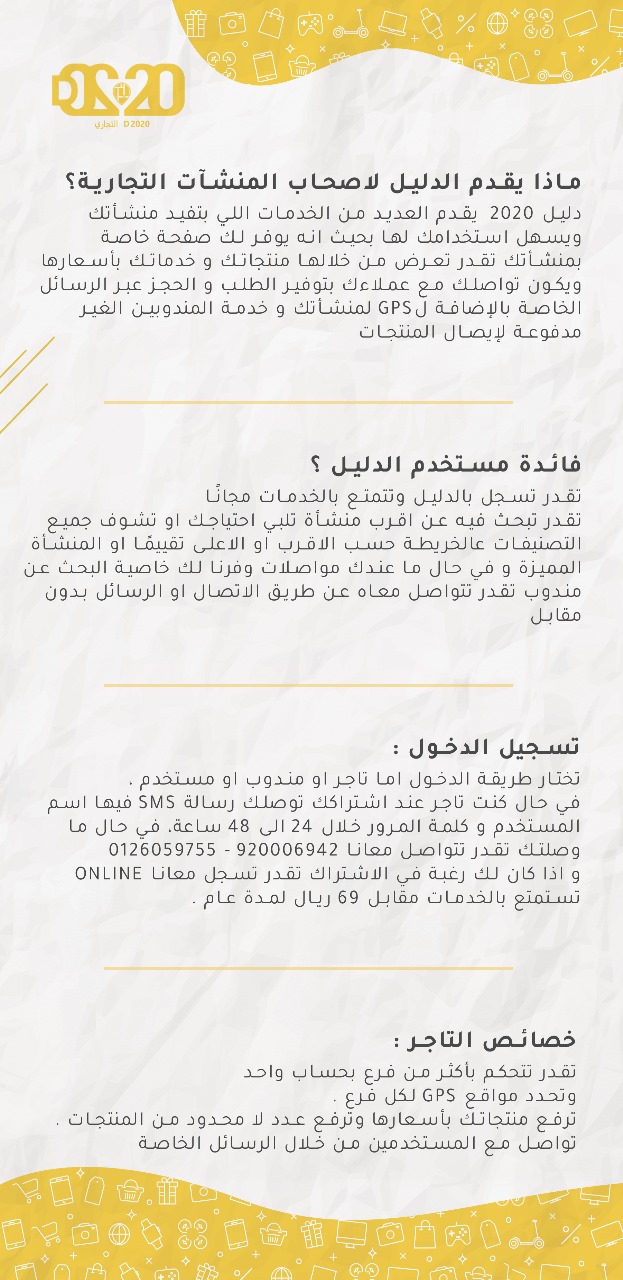 D2020
D2020 التجاري
ماذا يقدم الدليل لاصحاب المنشآت التجارية؟
دليل 2020 يقدم العديد من الخدمات اللي بتفيد منشأتك
ويسهل استخدامك لها بحيث انه يوفر لك صفحة خاصة
بمنشأتك تقدر تعرض من خلالها منتجاتك و خدماتك بأسعارها
ويكون تواصلك مع عملاءك بتوفير الطلب و الحجز عبر الرسائل
الخاصة بالإضافة ل GPS لمنشأتك و خدمة المندوبين الغير
مدفوعة لإيصال المنتجات
فائدة مستخدم الدليل ؟
تقدر تسجل بالدليل وتتمتع بالخدمات مجانًا
تقدر تبحث فيه عن اقرب منشأة تلبي احتياجك او تشوف جميع
التصنيفات عالخريطة حسب الاقرب او الاعلى تقييمًا او المنشأة
المميزة و في حال ما عندك مواصلات وفرنا لك خاصية البحث عن
مندوب تقدر تتواصل معاه عن طريق الاتصال او الرسائل بدون
مقابل
تسجيل الدخول :
تختار طريقة الدخول اما تاجر او مندوب او مستخدم .
في حال كنت تاجر عند اشتراكك توصلك رسالة SMS فيها اسم
المستخدم و كلمة المرور خلال 24 الى 48 ساعة، في حال ما
وصلتك تقدر تتواصل معانا 920006942 - 0126059755
و اذا كان لك رغبة في الاشتراك تقدر تسجل معانا ONLINE
تستمتع بالخدمات مقابل 69 ريال لمدة عام .
خصائص التاجر :
تقدر تتحكم بأكثر من فرع بحساب واحد
وتحدد مواقع GPS لكل فرع .
ترفع منتجاتك بأسعارها وترفع عدد لا محدود من المنتجات .
تواصل مع المستخدمين من خلال الرسائل الخاصة